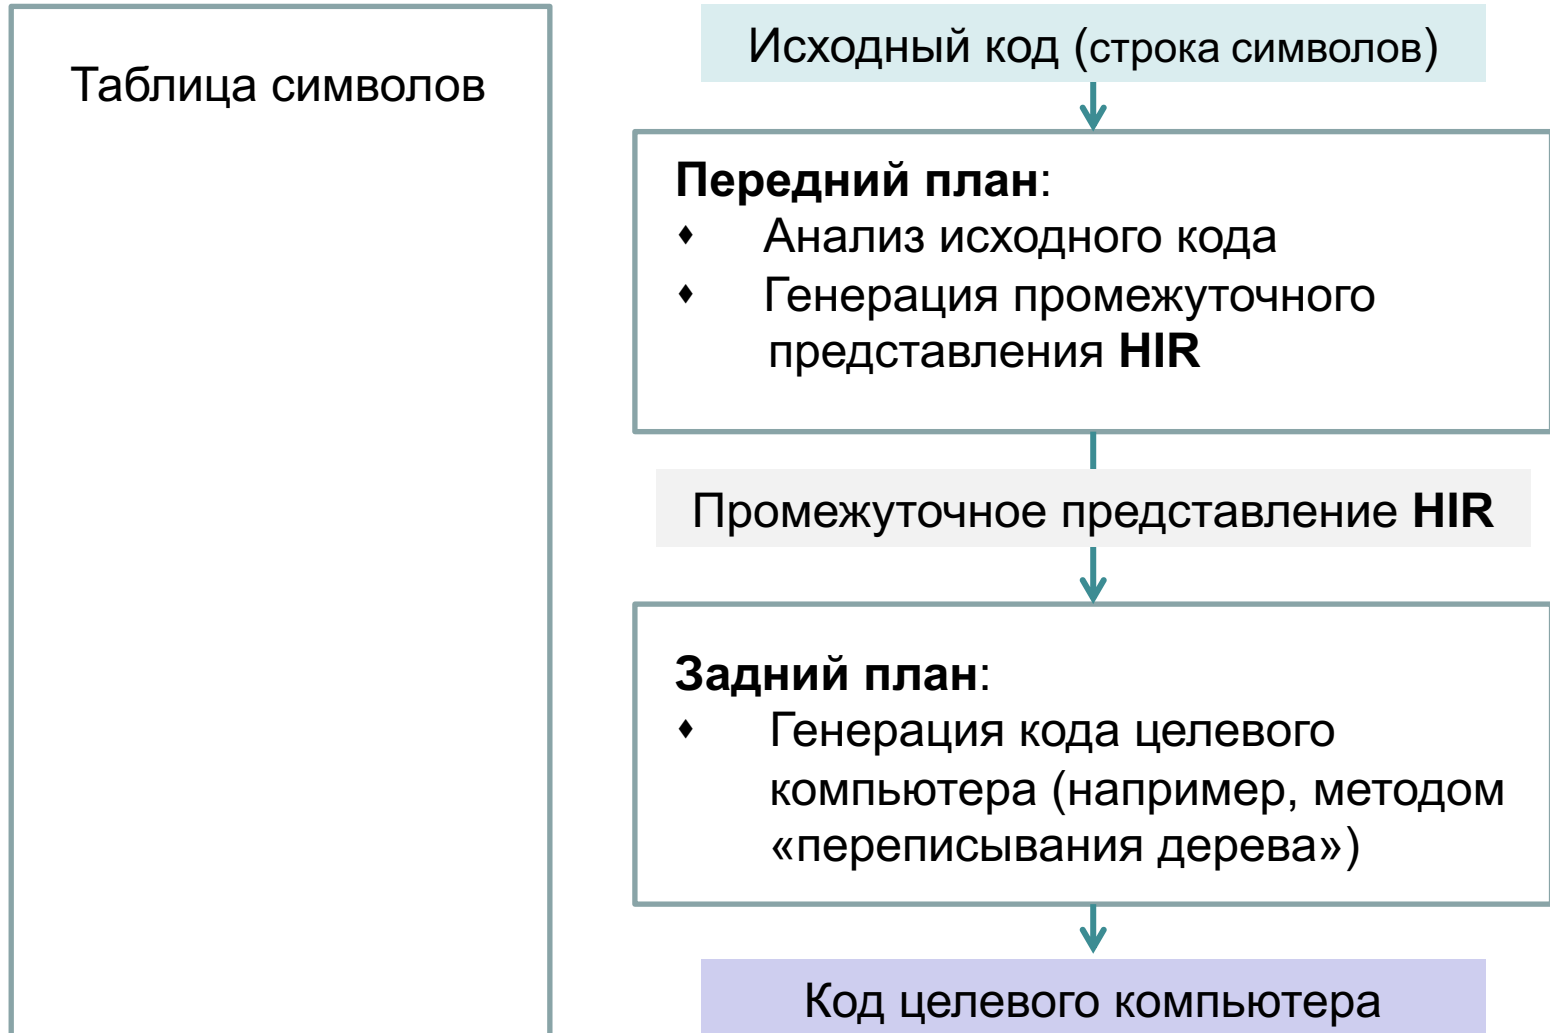 Таблица символов
Исходный код (строка символов)
Передний план:
♦ Анализ исходного кода
♦ Генерация промежуточного
представления HIR
Промежуточное представление HIR
Задний план:
♦ Генерация кода целевого
компьютера (например, методом
«переписывания дерева»)
Код целевого компьютера